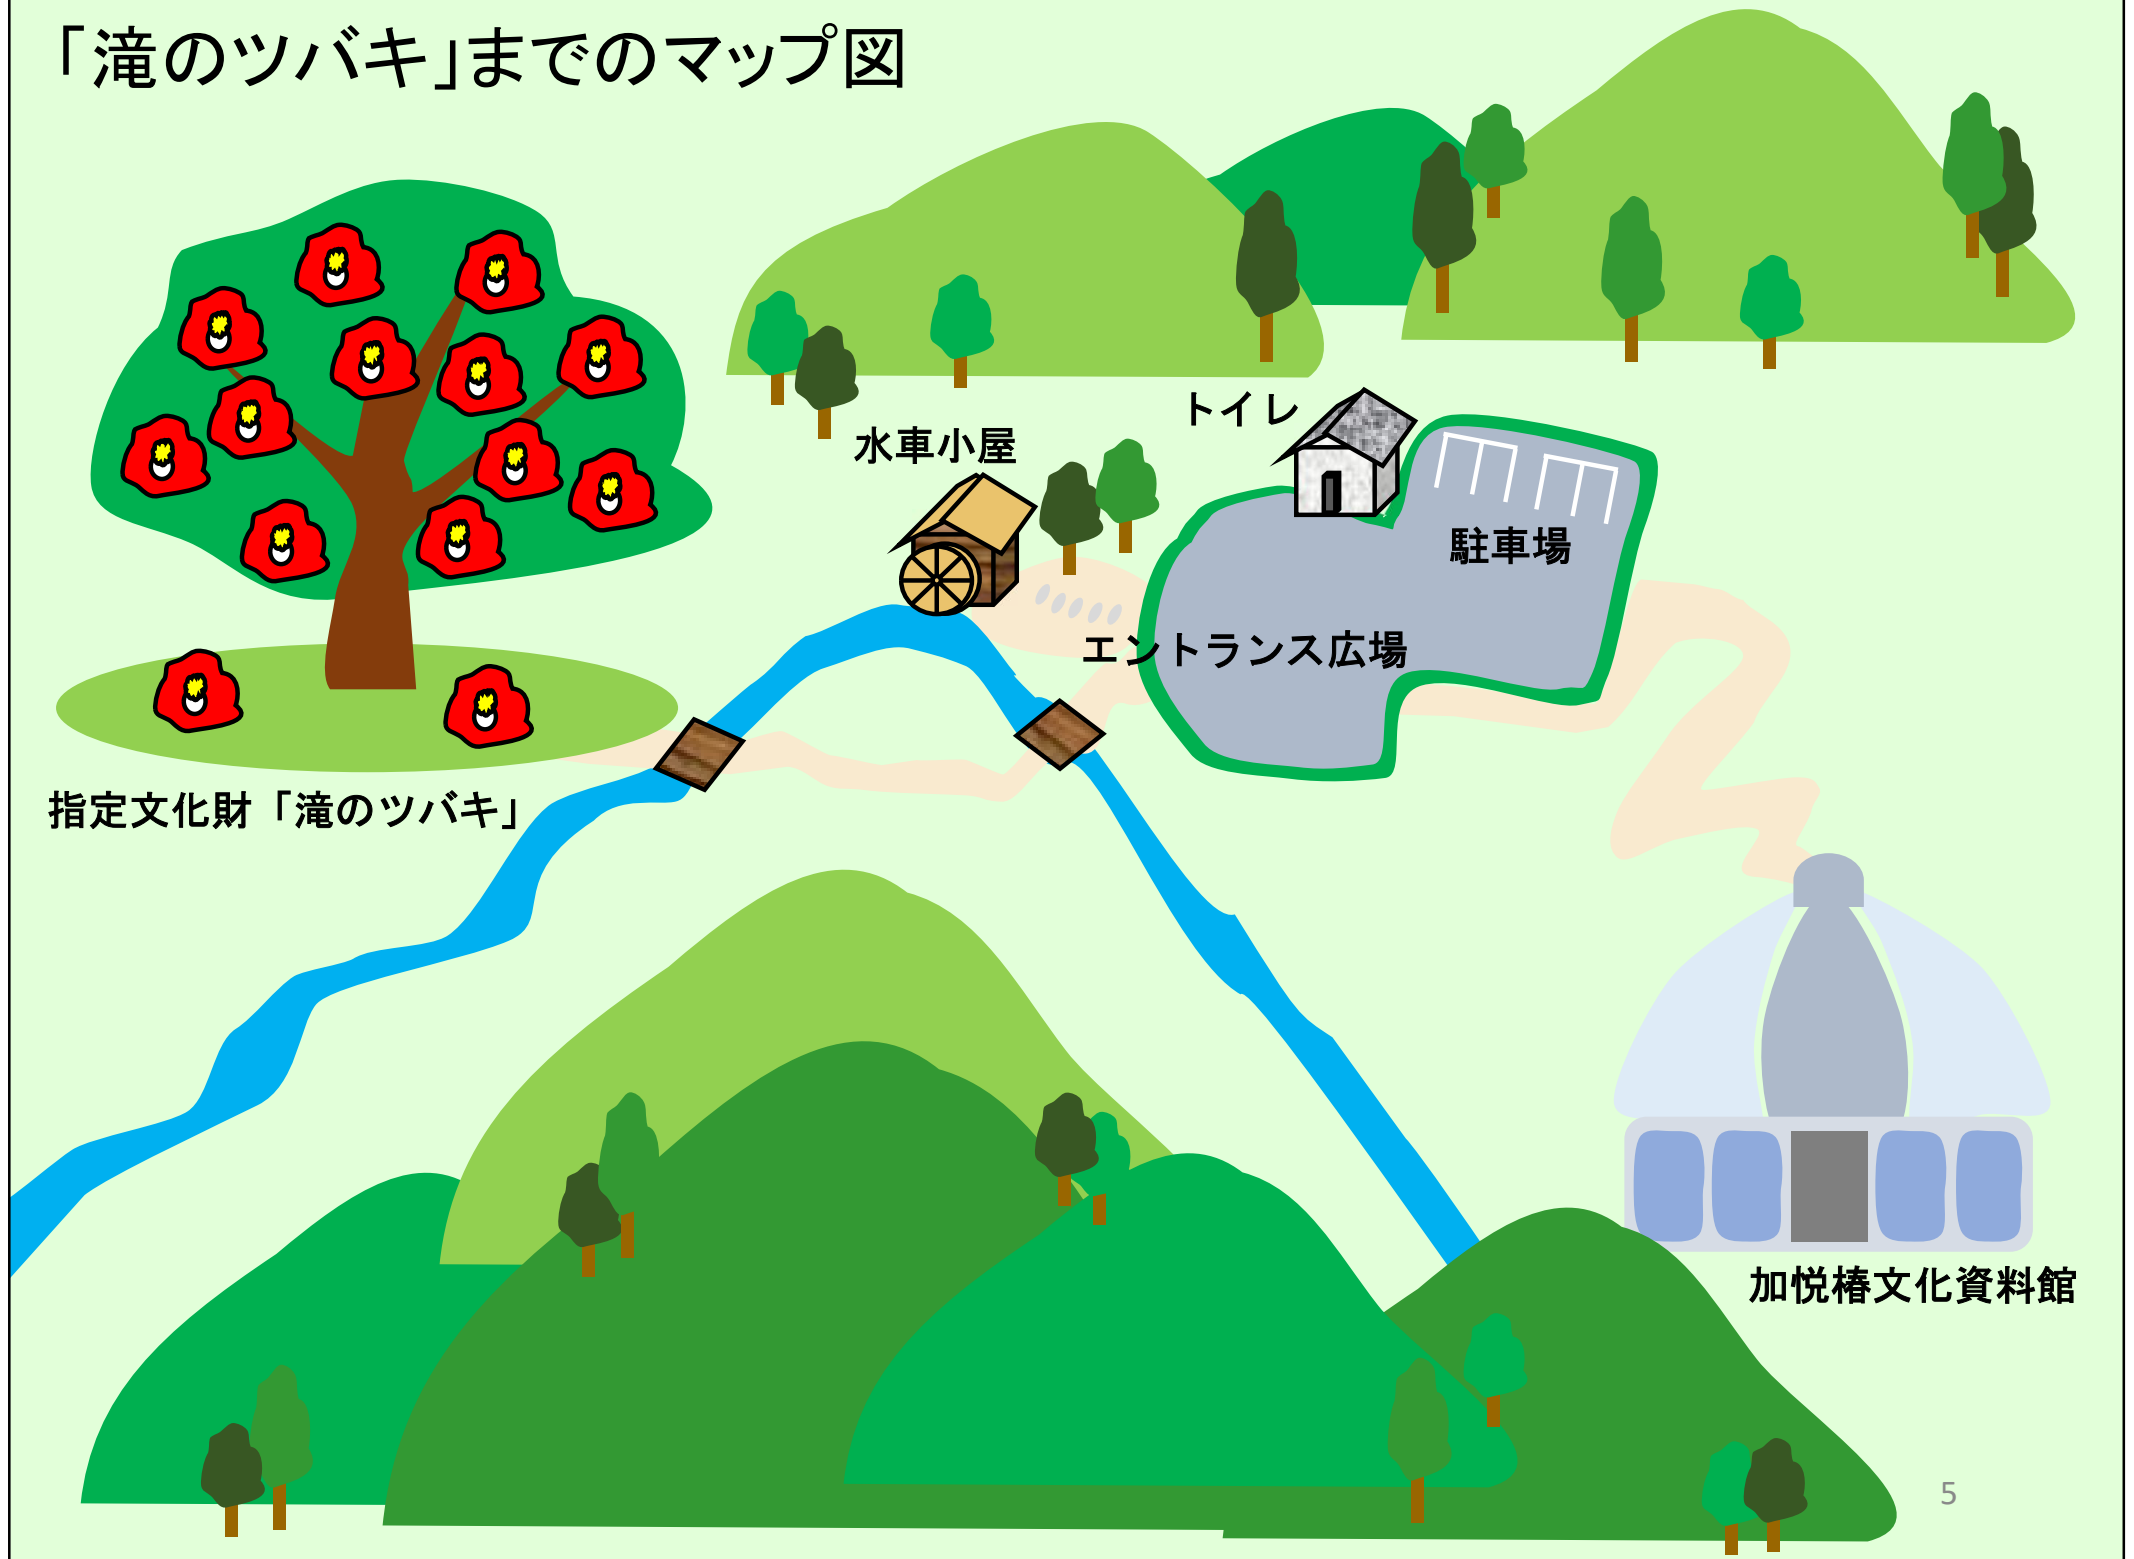 「滝のツバキ」までのマップ図
トイレ
水車小屋
駐車場
エントランス広場
指定文化財「滝のツバキ」
加悦椿文化資料館
5